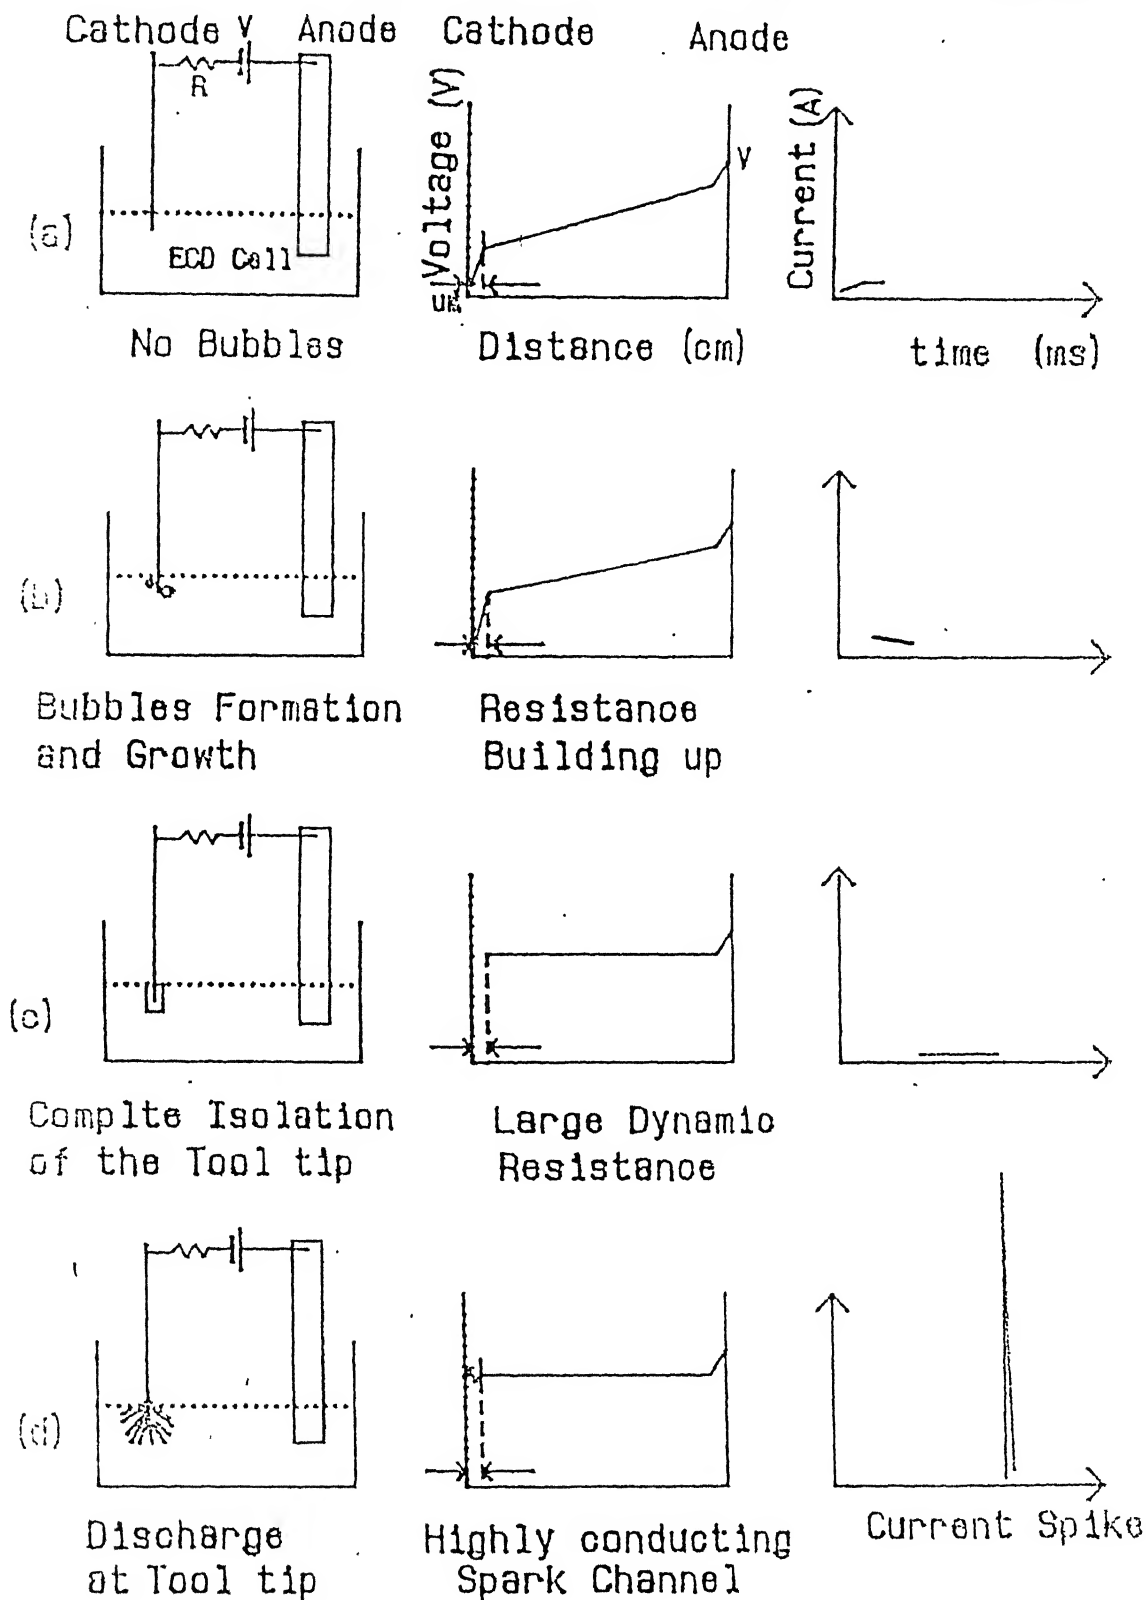 Cathode V Anode Cathode Anode
R
Voltage (V)
V
Current (A)
(a)
ECD Cell
um
No Bubbles
Distance (cm)
time (ms)
(b)
Bubbles Formation
and Growth
Resistance
Building up
(c)
Complte Isolation
of the Tool tip
Large Dynamic
Resistance
(d)
Discharge
at Tool tip
Highly conducting
Spark Channel
Current Spike